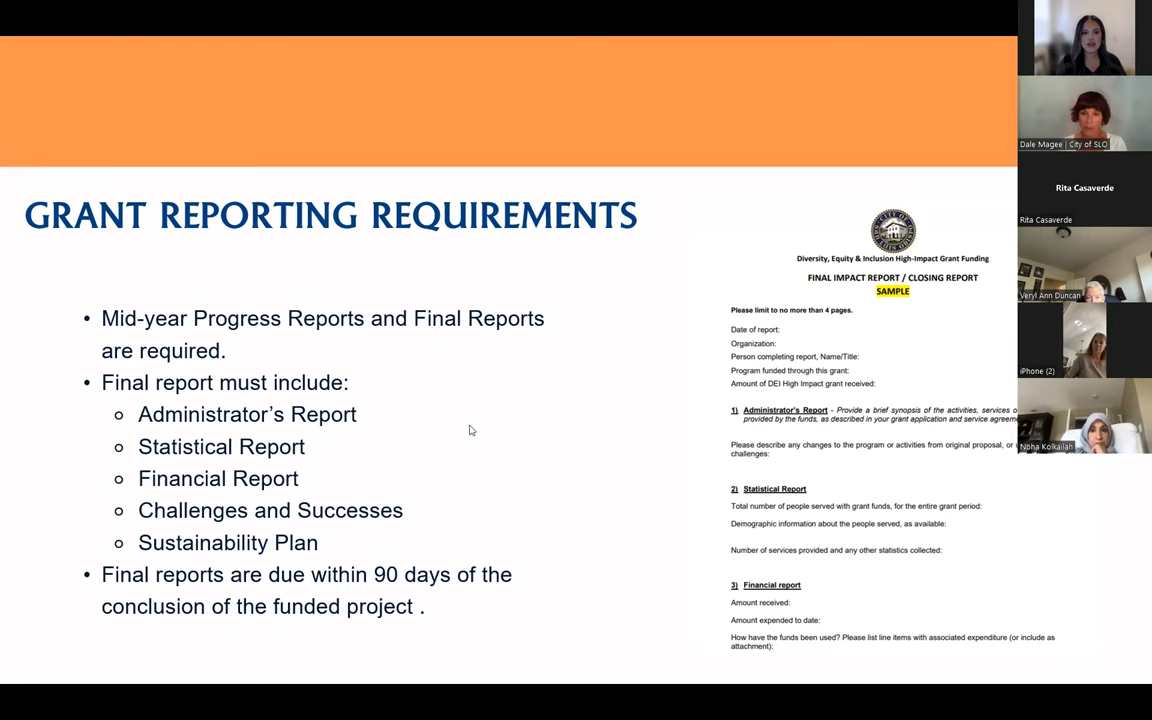 GRANT REPORTING REQUIREMENTS
• Mid-year Progress Reports and Final Reports
are required.
• Final report must include:
o Administrator’s Report
o Statistical Report
o Financial Report
o Challenges and Successes
o Sustainability Plan
• Final reports are due within 90 days of the
conclusion of the funded project .
Diversity, Equity & Inclusion High-Impact Grant Funding
FINAL IMPACT REPORT / CLOSING REPORT
SAMPLE
Please limit to no more than 4 pages.
Date of report:
Organization:
Person completing report, Name/Title:
Program funded through this grant:
Amount of DEI High Impact grant received:
1) Administrator's Report - Provide a brief synopsis of the activities, services o
provided by the funds, as described in your grant application and service agreem
Please describe any changes to the program or activities from original proposal, or
challenges:
2) Statistical Report
Total number of people served with grant funds, for the entire grant period:
Demographic information about the people served, as available:
Number of services provided and any other statistics collected:
3) Financial report
Amount received:
Amount expended to date:
How have the funds been used? Please list line items with associated expenditure (or include as
attachment):
Dale Magee | City of SLO
Rita Casaverde
Rita Casaverde
Veryl Ann Duncan
iPhone (2)
Noha Kolkailah